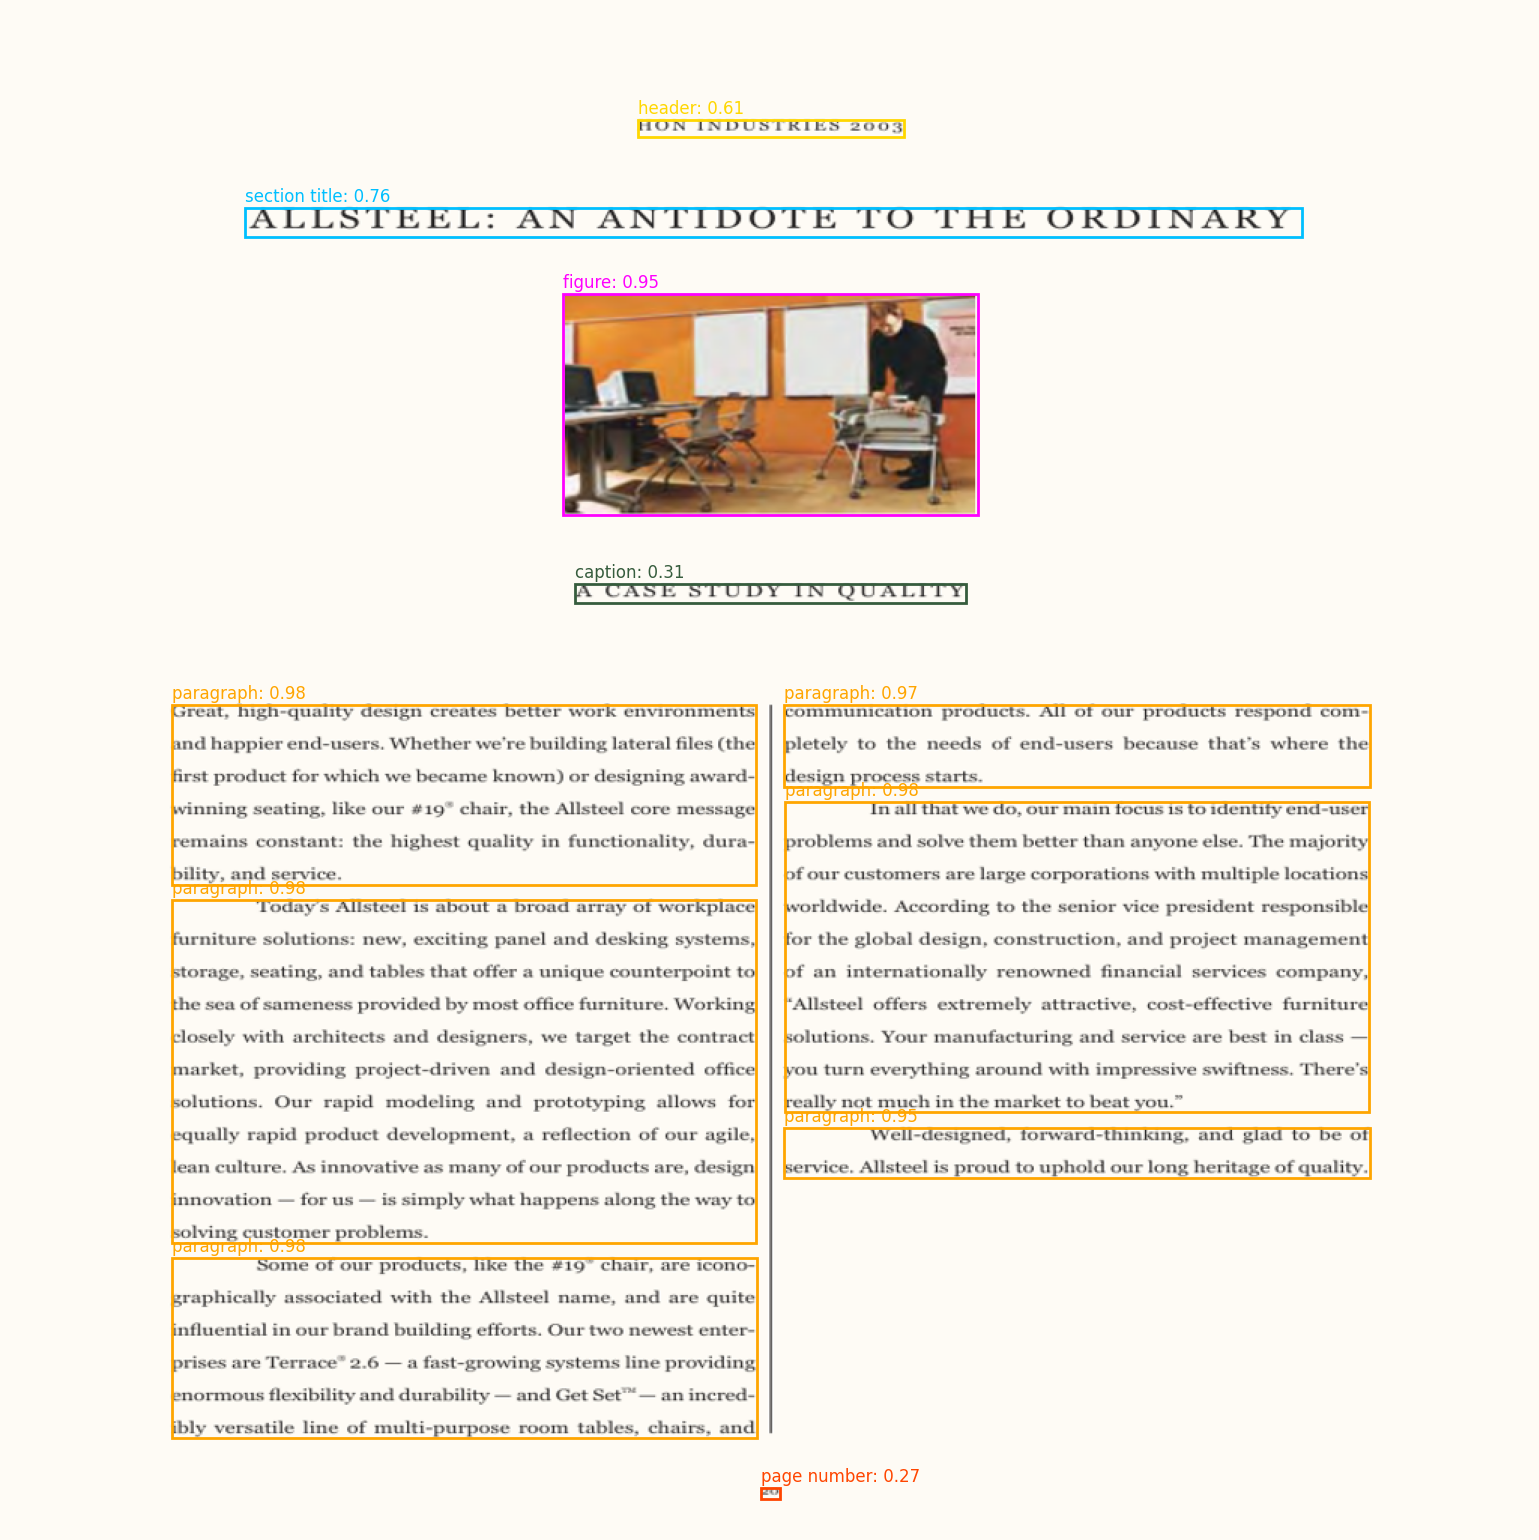 header: 0.61
HON INDUSTRIES 2003
section title: 0.76
ALLSTEEL: AN ANTIDOTE TO THE ORDINARY
figure: 0.95
caption: 0.31
A CASE STUDY IN QUALITY
paragraph: 0.98
Great, high-quality design creates better work environments
and happier end-users. Whether we're building lateral files (the
first product for which we became known) or designing award-
winning seating, like our #19® chair, the Allsteel core message
remains constant: the highest quality in functionality, dura-
bility, and service.
paragraph: 0.98
Today's Allsteel is about a broad array of workplace
furniture solutions: new, exciting panel and desking systems,
storage, seating, and tables that offer a unique counterpoint to
the sea of sameness provided by most office furniture. Working
closely with architects and designers, we target the contract
market, providing project-driven and design-oriented office
solutions. Our rapid modeling and prototyping allows for
equally rapid product development, a reflection of our agile,
lean culture. As innovative as many of our products are, design
innovation — for us — is simply what happens along the way to
solving customer problems.
paragraph: 0.98
Some of our products, like the #19® chair, are icono-
graphically associated with the Allsteel name, and are quite
influential in our brand building efforts. Our two newest enter-
prises are Terrace® 2.6 — a fast-growing systems line providing
enormous flexibility and durability — and Get Set™ — an incred-
ibly versatile line of multi-purpose room tables, chairs, and
paragraph: 0.97
communication products. All of our products respond com-
pletely to the needs of end-users because that's where the
design process starts.
paragraph: 0.98
In all that we do, our main focus is to identify end-user
problems and solve them better than anyone else. The majority
of our customers are large corporations with multiple locations
worldwide. According to the senior vice president responsible
for the global design, construction, and project management
of an internationally renowned financial services company,
“Allsteel offers extremely attractive, cost-effective furniture
solutions. Your manufacturing and service are best in class —
you turn everything around with impressive swiftness. There's
really not much in the market to beat you.”
paragraph: 0.95
Well-designed, forward-thinking, and glad to be of
service. Allsteel is proud to uphold our long heritage of quality.
page number: 0.27